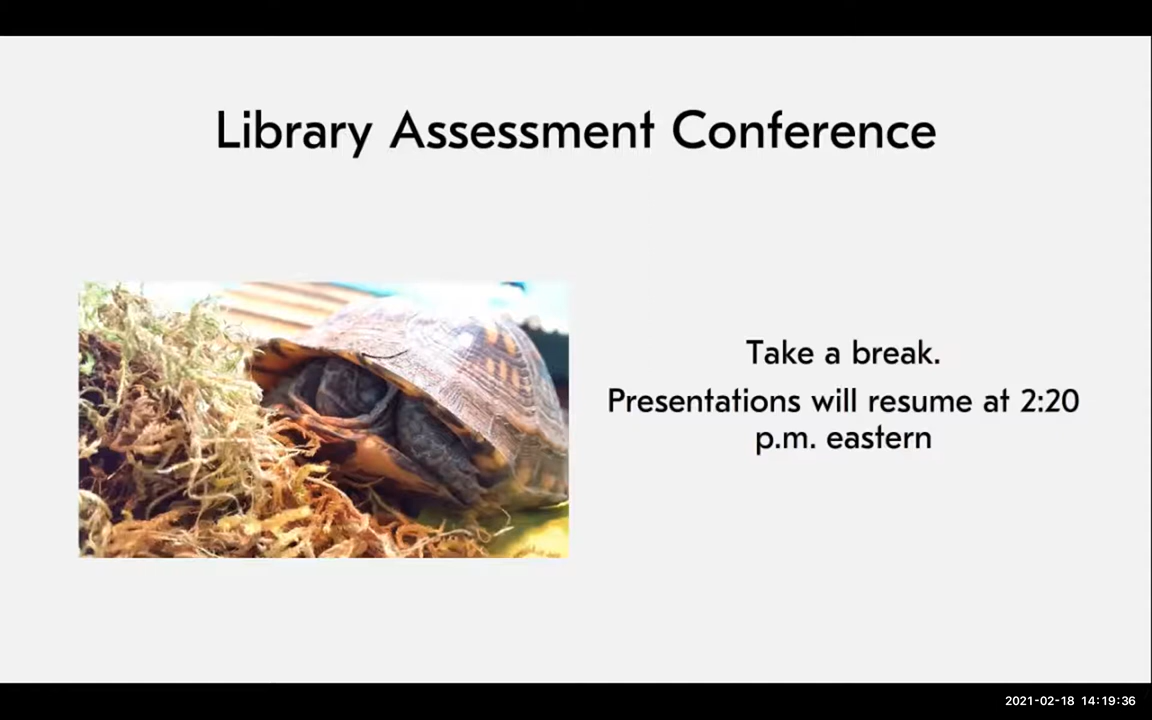 Library Assessment Conference
Take a break.
Presentations will resume at 2:20
p.m. eastern
2021-02-18 14:19:36